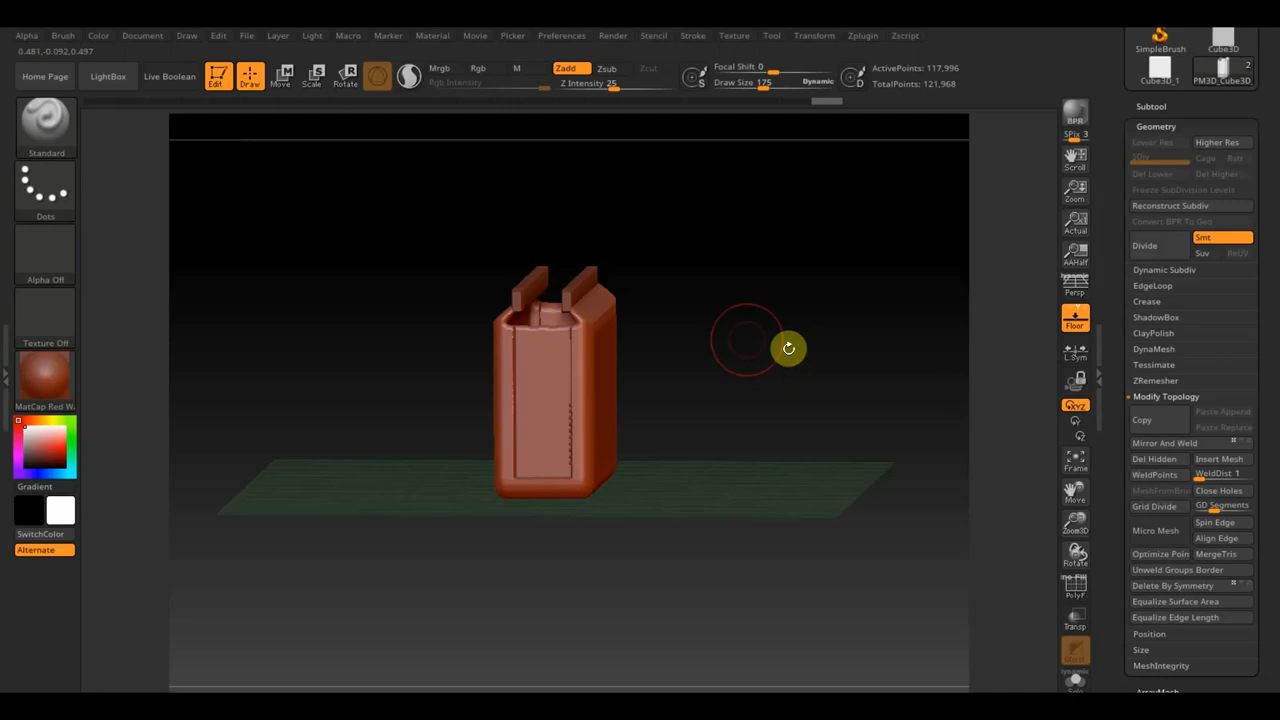 Alpha Brush Color Document Draw Edit File Layer Light Macro Marker Material Movie Picker Preferences Render Stencil Stroke Texture Tool Transform Zplugin Zscript
0.481,-0.092,0.497
Home Page LightBox Live Boolean Edit Draw Move Scale Rotate
Mrgb Rgb M Zadd Zsub Zcut
Rgb Intensity Z Intensity 25
S Focal Shift 0
Draw Size 175 Dynamic
D ActivePoints: 117,996
TotalPoints: 121,968
Standard
Dots
Alpha Off
Texture Off
MatCap Red Wa
Gradient
SwitchColor
Alternate
BPR
SPix 3
Scroll
Zoom
Actual
AAHalf
Dynamic
Persp
Floor
L.Sym
XYZ
Frame
Move
Zoom3D
Rotate
PolyF
Transp
Ghost
Dynamic
Solo
SimpleBrush Cube3D
Cube3D_1 2 PM3D_Cube3D
Subtool
Geometry
Lower Res Higher Res
SDiv Cage Rstr
Del Lower Del Higher
Freeze SubDivision Levels
Reconstruct Subdiv
Convert BPR To Geo
Divide Smt
Suv ReUV
Dynamic Subdiv
EdgeLoop
Crease
ShadowBox
ClayPolish
DynaMesh
Tessimate
ZRemesher
Modify Topology
Copy Paste Append
Paste Replace
Mirror And Weld
Del Hidden Insert Mesh
WeldPoints WeldDist 1
MeshFromBru Close Holes
Grid Divide GD Segments
Micro Mesh Spin Edge
Align Edge
Optimize Poin MergeTris
Unweld Groups Border
Delete By Symmetry
Equalize Surface Area
Equalize Edge Length
Position
Size
MeshIntegrity
ArrayMesh